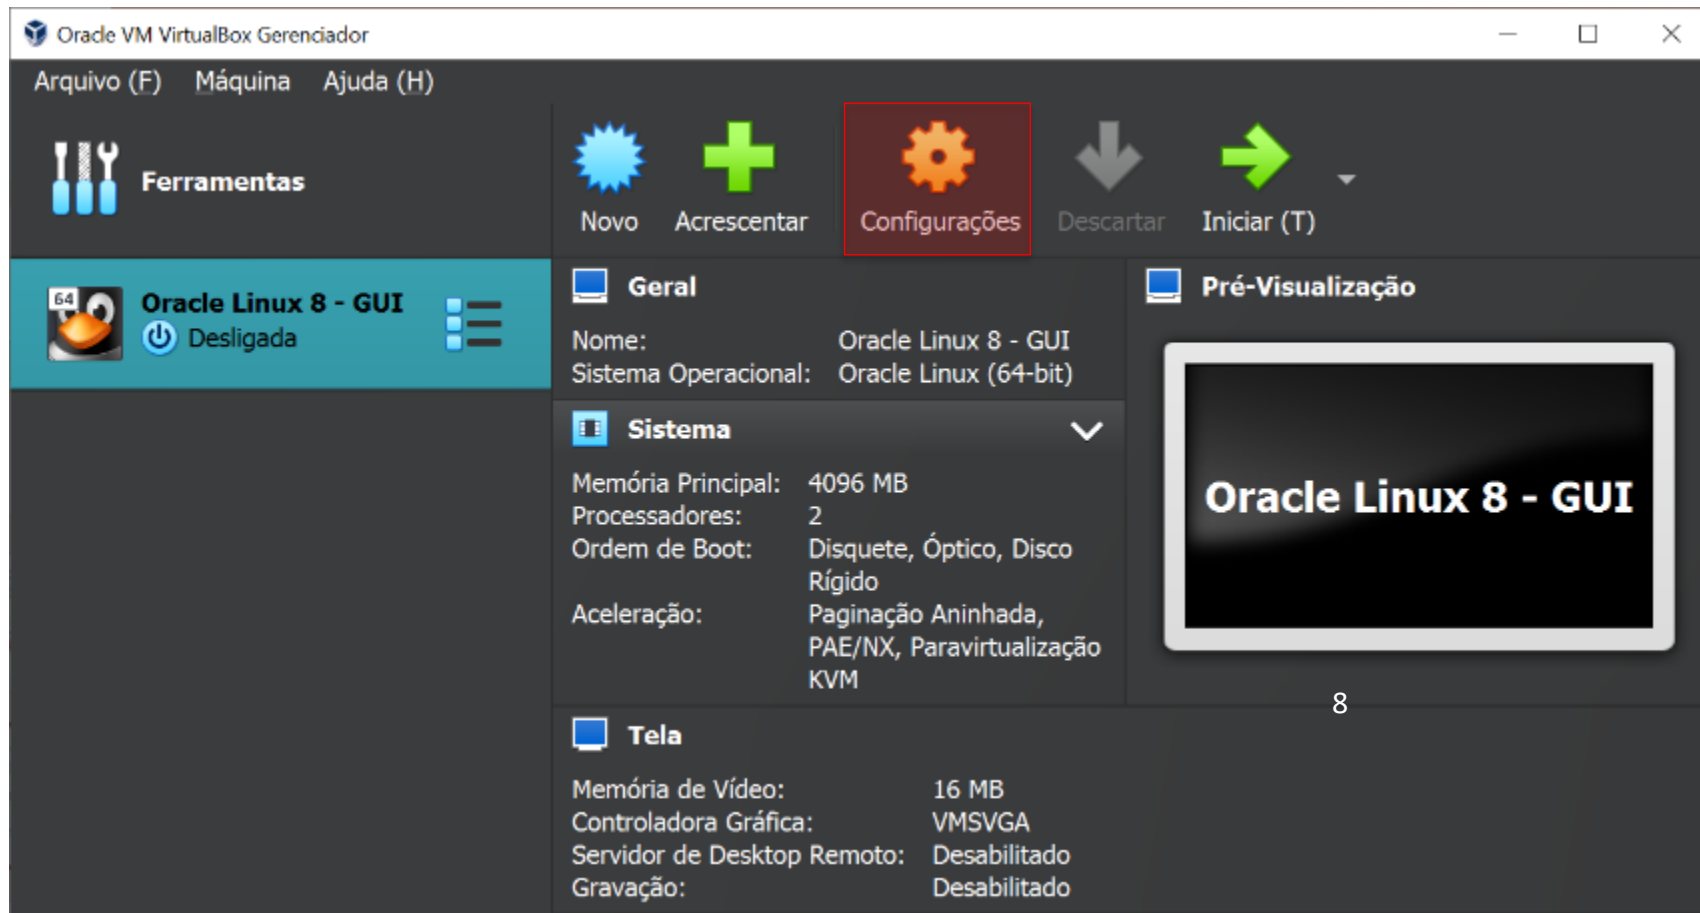 Oracle VM VirtualBox Gerenciador
Arquivo (F) Máquina Ajuda (H)
Ferramentas
Novo Acrescentar Configurações Descartar Iniciar (T)
64
Oracle Linux 8 - GUI
Desligada
Geral
Nome: Oracle Linux 8 - GUI
Sistema Operacional: Oracle Linux (64-bit)
Sistema
Memória Principal: 4096 MB
Processadores: 2
Ordem de Boot: Disquete, Óptico, Disco
Rígido
Aceleração: Paginação Aninhada,
PAE/NX, Paravirtualização
KVM
Pré-Visualização
Oracle Linux 8 - GUI
8
Tela
Memória de Vídeo: 16 MB
Controladora Gráfica: VMSVGA
Servidor de Desktop Remoto: Desabilitado
Gravação: Desabilitado